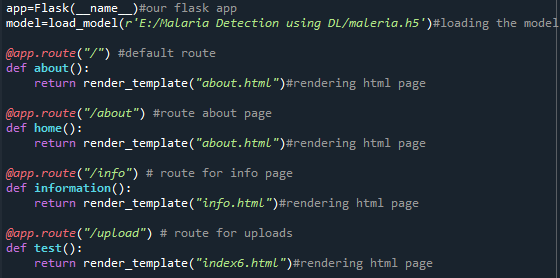 app=Flask(__name__)#our flask app
model=load_model(r'E:/Malaria Detection using DL/maleria.h5')#loading the model
@app.route("/") #default route
def about():
return render_template("about.html")#rendering html page
@app.route("/about") #route about page
def home():
return render_template("about.html")#rendering html page
@app.route("/info") # route for info page
def information():
return render_template("info.html")#rendering html page
@app.route("/upload") # route for uploads
def test():
return render_template("index6.html")#rendering html page